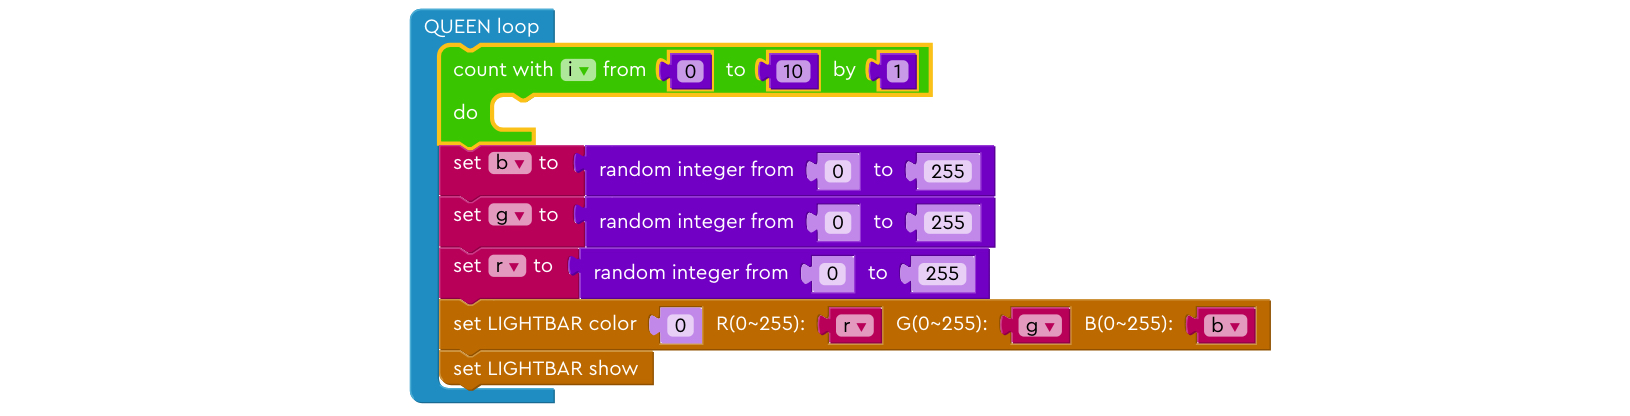 QUEEN loop
count with i ▾ from 0 to 10 by 1
do
set b ▾ to random integer from 0 to 255
set g ▾ to random integer from 0 to 255
set r ▾ to random integer from 0 to 255
set LIGHTBAR color 0 R(0~255): r ▾ G(0~255): g ▾ B(0~255): b ▾
set LIGHTBAR show